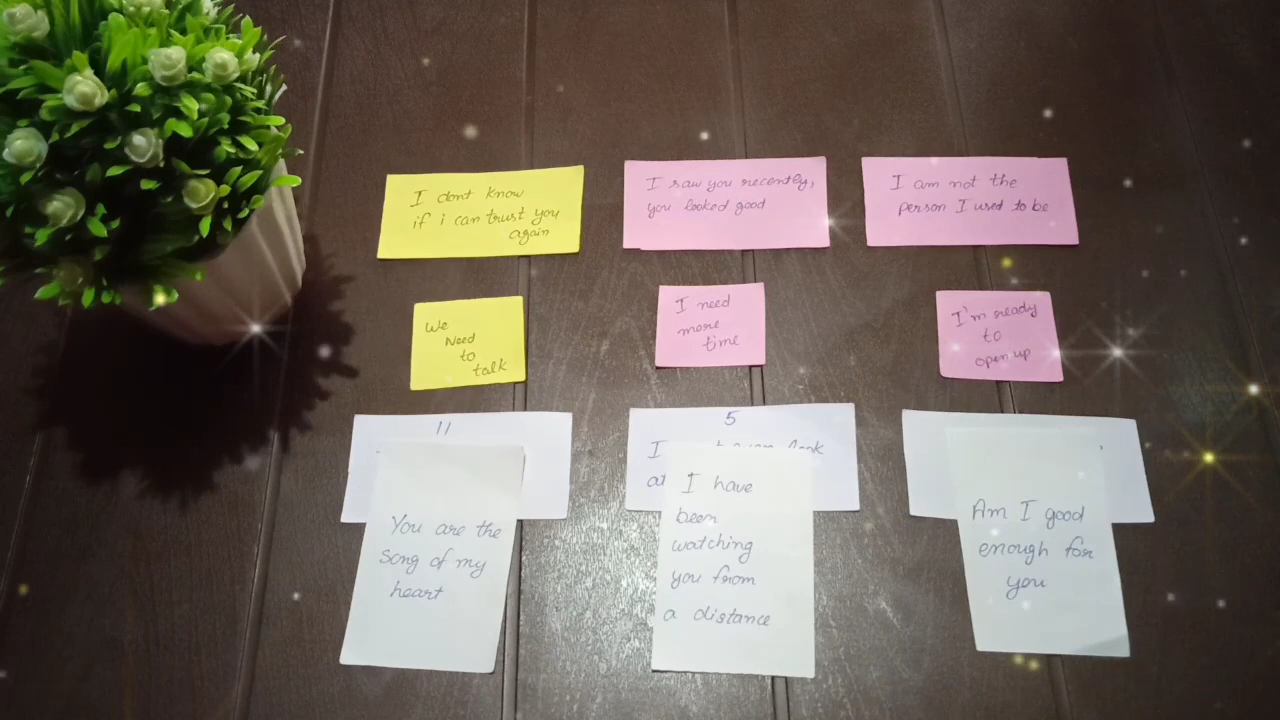 I dont know
if i can trust you
again
I saw you recently,
you looked good
I am not the
person I used to be
We
Need
to
talk
I need
more
time
I'm ready
to
open up
11
You are the
song of my
heart
5
I
at
I have
been
watching
you from
a distance
Am I good
enough for
you